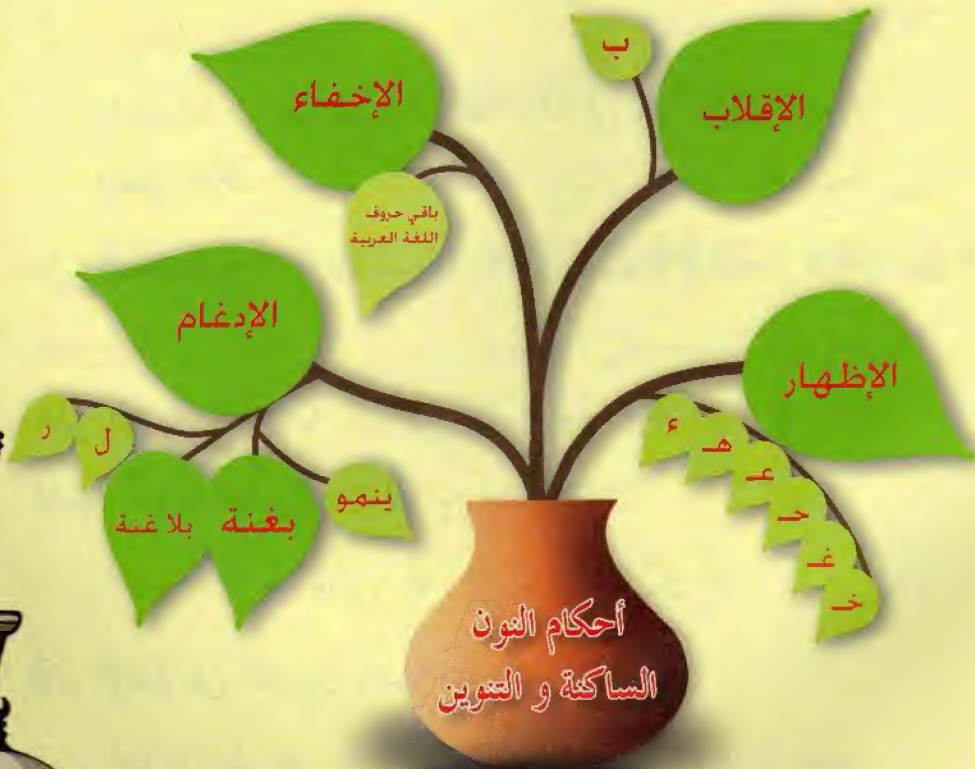 ب
الإقلاب
الإخفاء
باقي حروف
اللغة العربية
الإدغام
الإظهار
ء
هـ
عـ
حـ
غـ
خـ
ينمو
بغنة
بلا غنة
ل
ر
أحكام النون
الساكنة و التنوين